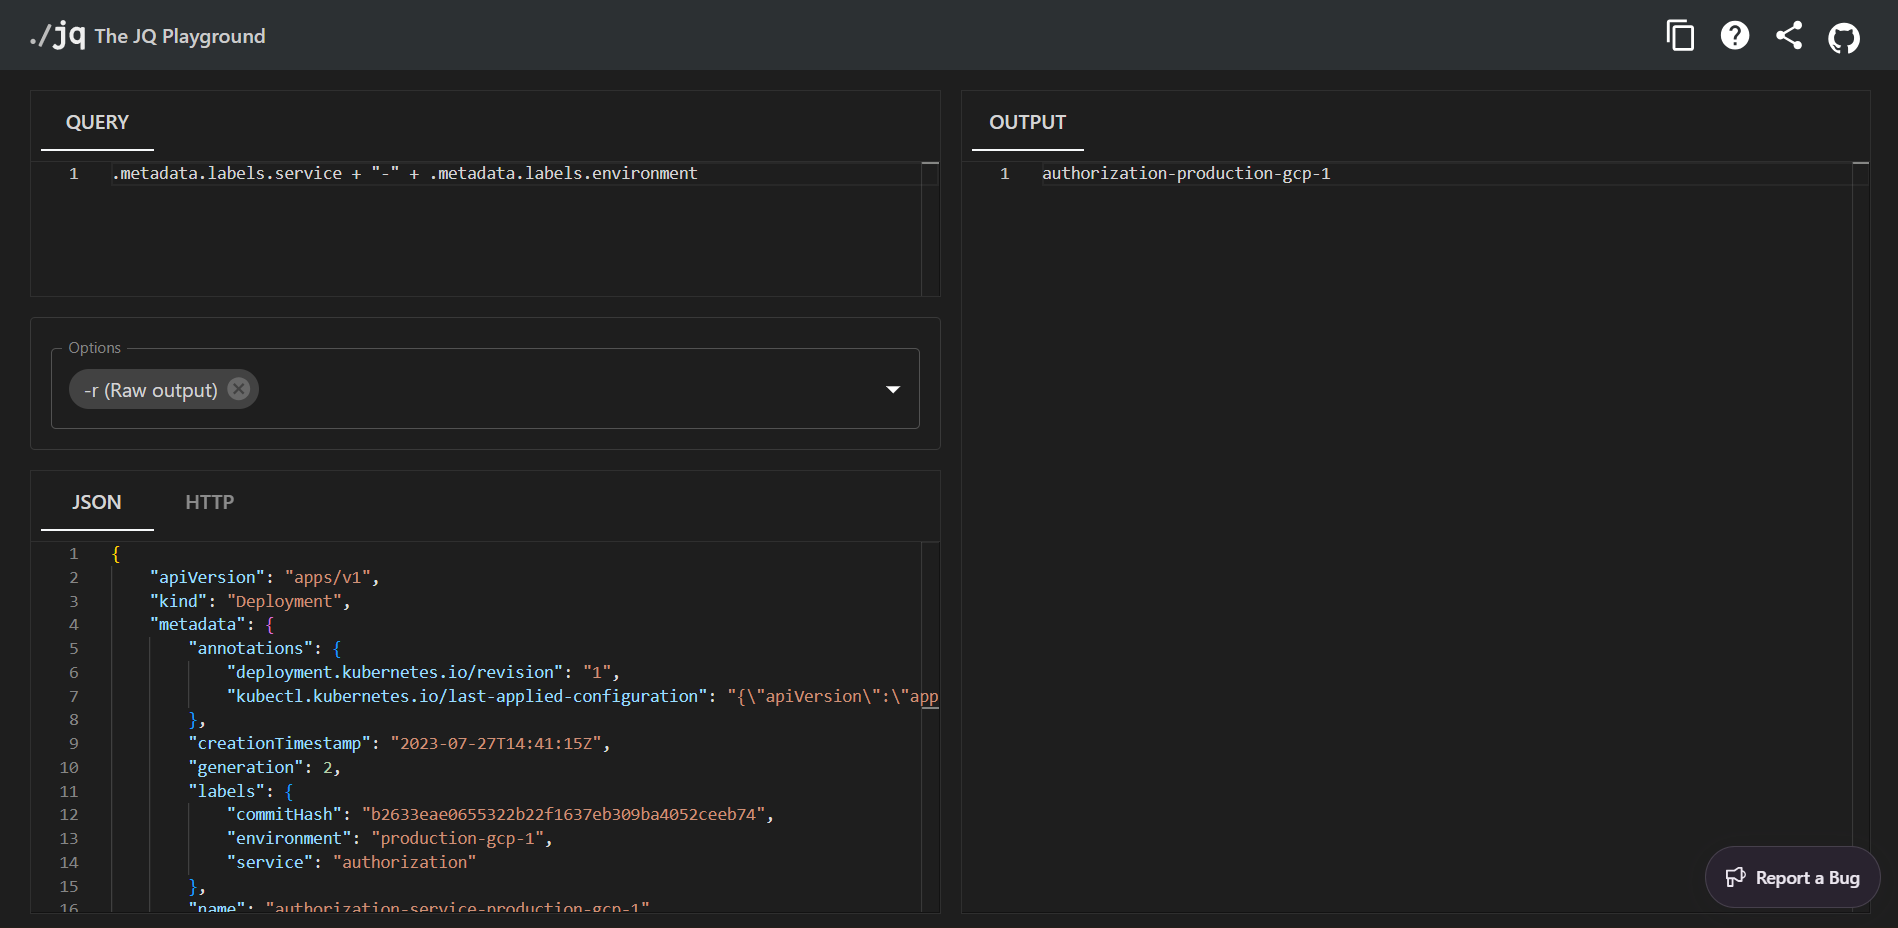 ./jq The JQ Playground
QUERY
1 .metadata.labels.service + "-" + .metadata.labels.environment
Options
-r (Raw output)
JSON HTTP
1 {
2 "apiVersion": "apps/v1",
3 "kind": "Deployment",
4 "metadata": {
5 "annotations": {
6 "deployment.kubernetes.io/revision": "1",
7 "kubectl.kubernetes.io/last-applied-configuration": "{\"apiVersion\":\"app
8 },
9 "creationTimestamp": "2023-07-27T14:41:15Z",
10 "generation": 2,
11 "labels": {
12 "commitHash": "b2633eae0655322b22f1637eb309ba4052ceeb74",
13 "environment": "production-gcp-1",
14 "service": "authorization"
15 },
16 "name": "authorization-service-production-gcp-1"
OUTPUT
1 authorization-production-gcp-1
Report a Bug